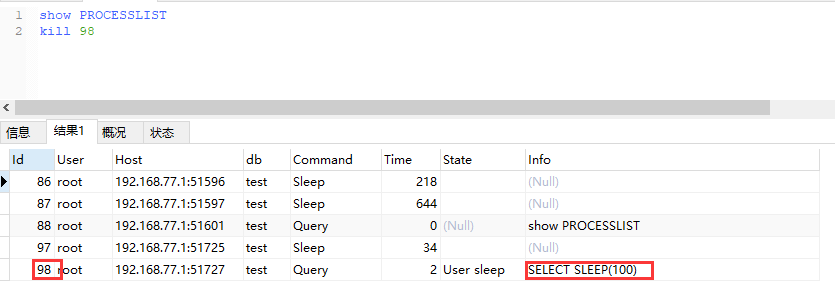 1 show PROCESSLIST
2 kill 98
信息 结果1 概况 状态
Id User Host db Command Time State Info
86 root 192.168.77.1:51596 test Sleep 218 (Null)
87 root 192.168.77.1:51597 test Sleep 644 (Null)
88 root 192.168.77.1:51601 test Query 0 (Null) show PROCESSLIST
97 root 192.168.77.1:51725 test Sleep 34 (Null)
98 root 192.168.77.1:51727 test Query 2 User sleep SELECT SLEEP(100)